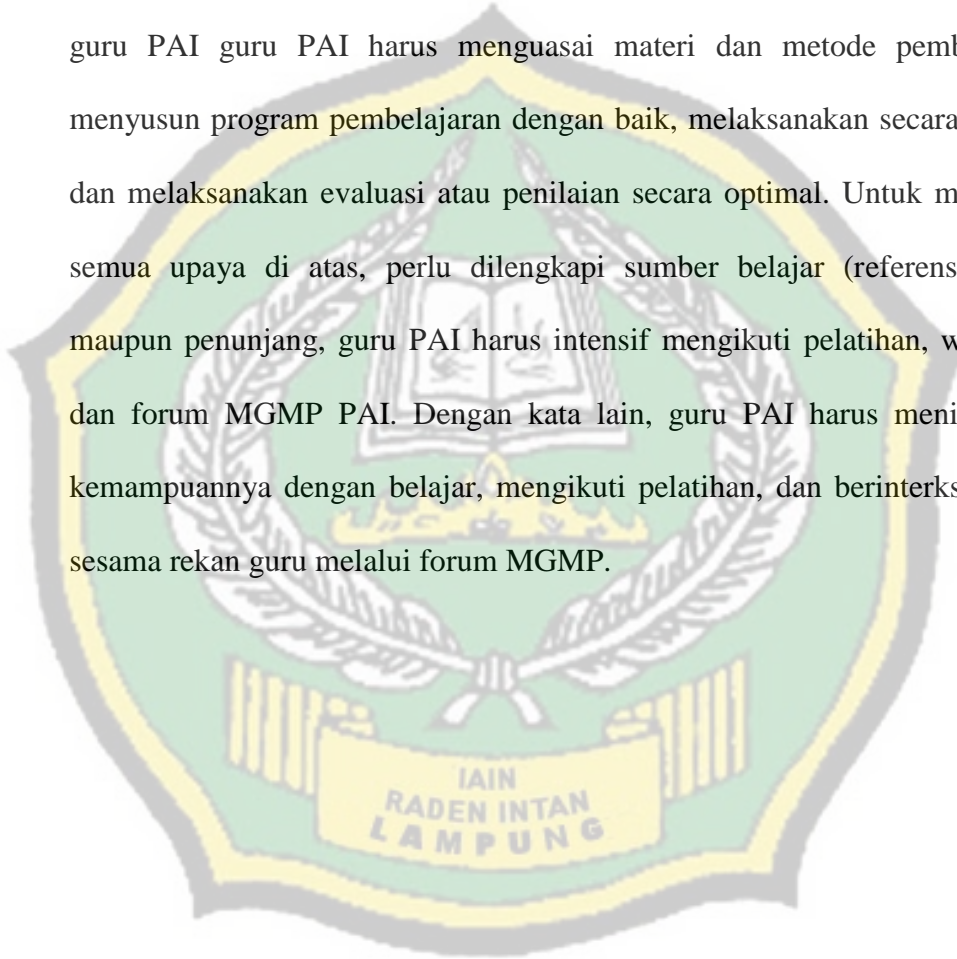 guru PAI guru PAI harus menguasai materi dan metode pemb
menyusun program pembelajaran dengan baik, melaksanakan secara
dan melaksanakan evaluasi atau penilaian secara optimal. Untuk m
semua upaya di atas, perlu dilengkapi sumber belajar (referens
maupun penunjang, guru PAI harus intensif mengikuti pelatihan, w
dan forum MGMP PAI. Dengan kata lain, guru PAI harus meni
kemampuannya dengan belajar, mengikuti pelatihan, dan berinterks
sesama rekan guru melalui forum MGMP.
IAIN
RADEN INTAN
LAMPUNG